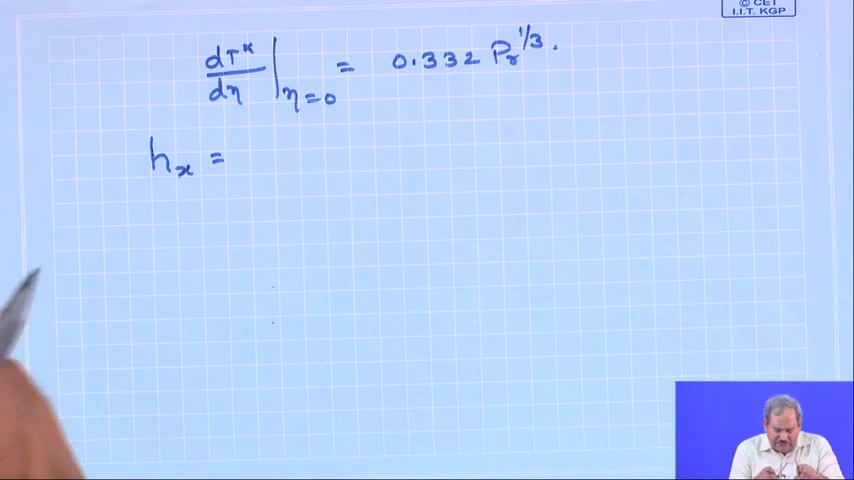 © CET
I.I.T. KGP
dT*/dη |η=0 = 0.332 Pr^1/3.
hx =